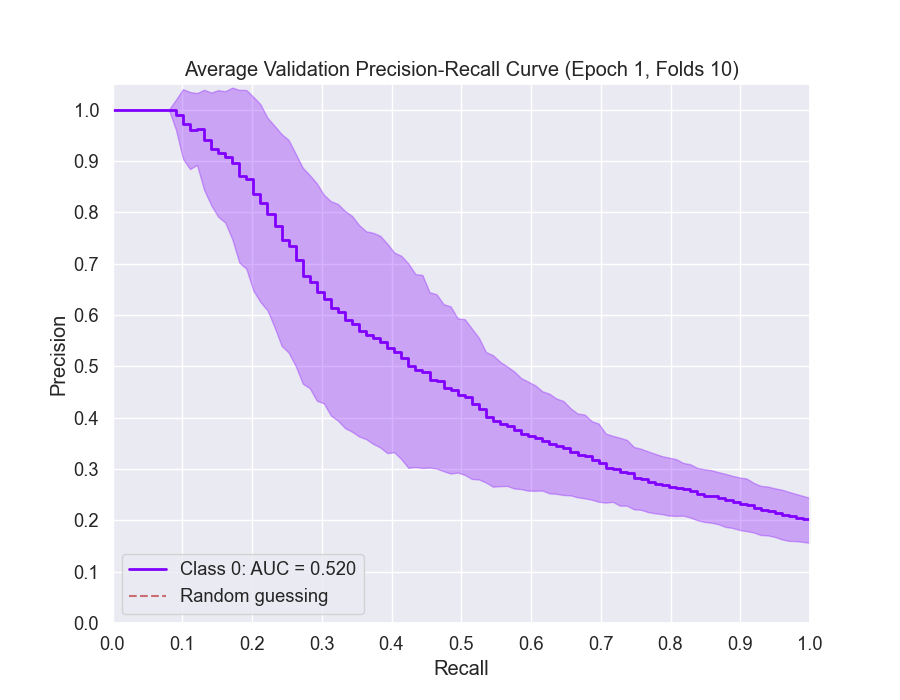 Average Validation Precision-Recall Curve (Epoch 1, Folds 10)
Precision
1.0
0.9
0.8
0.7
0.6
0.5
0.4
0.3
0.2
0.1
0.0
Class 0: AUC = 0.520
Random guessing
0.0 0.1 0.2 0.3 0.4 0.5 0.6 0.7 0.8 0.9 1.0
Recall